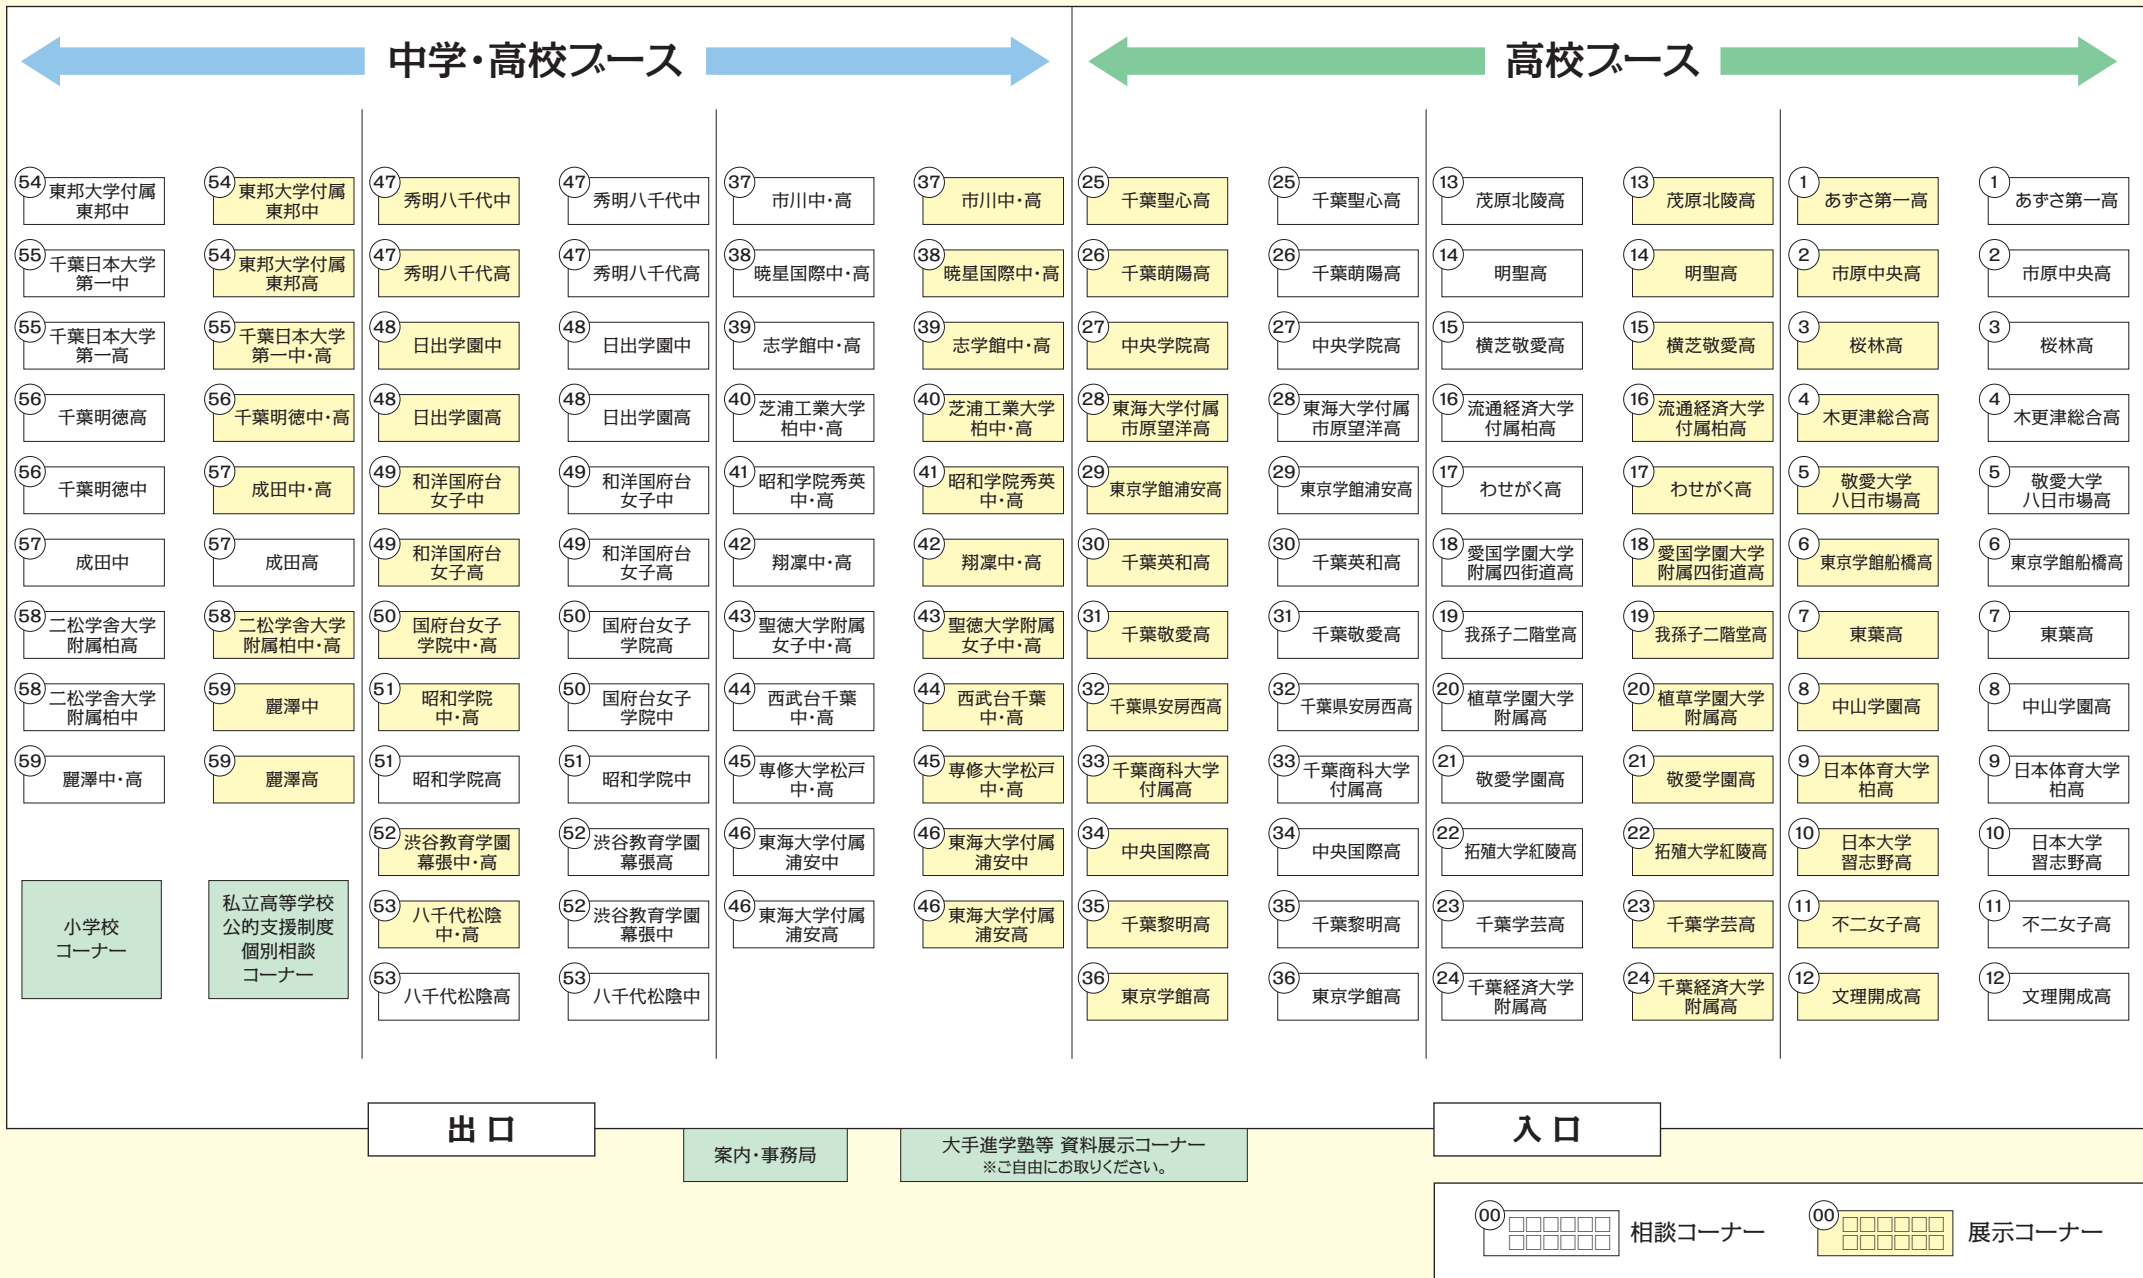 中学・高校ブース
高校ブース
54 東邦大学付属
東邦中
55 千葉日本大学
第一中
55 千葉日本大学
第一高
56 千葉明徳高
56 千葉明徳中
57 成田中
58 二松学舎大学
附属柏高
58 二松学舎大学
附属柏中
59 麗澤中・高
小学校
コーナー
54 東邦大学付属
東邦中
54 東邦大学付属
東邦高
55 千葉日本大学
第一中・高
56 千葉明徳中・高
57 成田中・高
57 成田高
58 二松学舎大学
附属柏中・高
59 麗澤中
59 麗澤高
私立高等学校
公的支援制度
個別相談
コーナー
47 秀明八千代中
47 秀明八千代高
48 日出学園中
48 日出学園高
49 和洋国府台
女子中
49 和洋国府台
女子高
50 国府台女子
学院中・高
51 昭和学院
中・高
51 昭和学院高
52 渋谷教育学園
幕張中・高
53 八千代松陰
中・高
53 八千代松陰高
47 秀明八千代中
47 秀明八千代高
48 日出学園中
48 日出学園高
49 和洋国府台
女子中
49 和洋国府台
女子高
50 国府台女子
学院高
50 国府台女子
学院中
51 昭和学院中
52 渋谷教育学園
幕張高
52 渋谷教育学園
幕張中
53 八千代松陰中
37 市川中・高
38 暁星国際中・高
39 志学館中・高
40 芝浦工業大学
柏中・高
41 昭和学院秀英
中・高
42 翔凜中・高
43 聖徳大学附属
女子中・高
44 西武台千葉
中・高
45 専修大学松戸
中・高
46 東海大学付属
浦安中
46 東海大学付属
浦安高
37 市川中・高
38 暁星国際中・高
39 志学館中・高
40 芝浦工業大学
柏中・高
41 昭和学院秀英
中・高
42 翔凜中・高
43 聖徳大学附属
女子中・高
44 西武台千葉
中・高
45 専修大学松戸
中・高
46 東海大学付属
浦安中
46 東海大学付属
浦安高
25 千葉聖心高
26 千葉萌陽高
27 中央学院高
28 東海大学付属
市原望洋高
29 東京学館浦安高
30 千葉英和高
31 千葉敬愛高
32 千葉県安房西高
33 千葉商科大学
付属高
34 中央国際高
35 千葉黎明高
36 東京学館高
25 千葉聖心高
26 千葉萌陽高
27 中央学院高
28 東海大学付属
市原望洋高
29 東京学館浦安高
30 千葉英和高
31 千葉敬愛高
32 千葉県安房西高
33 千葉商科大学
付属高
34 中央国際高
35 千葉黎明高
36 東京学館高
13 茂原北陵高
14 明聖高
15 横芝敬愛高
16 流通経済大学
付属柏高
17 わせがく高
18 愛国学園大学
附属四街道高
19 我孫子二階堂高
20 植草学園大学
附属高
21 敬愛学園高
22 拓殖大学紅陵高
23 千葉学芸高
24 千葉経済大学
附属高
13 茂原北陵高
14 明聖高
15 横芝敬愛高
16 流通経済大学
付属柏高
17 わせがく高
18 愛国学園大学
附属四街道高
19 我孫子二階堂高
20 植草学園大学
附属高
21 敬愛学園高
22 拓殖大学紅陵高
23 千葉学芸高
24 千葉経済大学
附属高
1 あずさ第一高
2 市原中央高
3 桜林高
4 木更津総合高
5 敬愛大学
八日市場高
6 東京学館船橋高
7 東葉高
8 中山学園高
9 日本体育大学
柏高
10 日本大学
習志野高
11 不二女子高
12 文理開成高
1 あずさ第一高
2 市原中央高
3 桜林高
4 木更津総合高
5 敬愛大学
八日市場高
6 東京学館船橋高
7 東葉高
8 中山学園高
9 日本体育大学
柏高
10 日本大学
習志野高
11 不二女子高
12 文理開成高
出口
案内・事務局
大手進学塾等 資料展示コーナー
※ご自由にお取りください。
入口
00 □□□□□□
□□□□□□
相談コーナー
00 □□□□□□
□□□□□□
展示コーナー